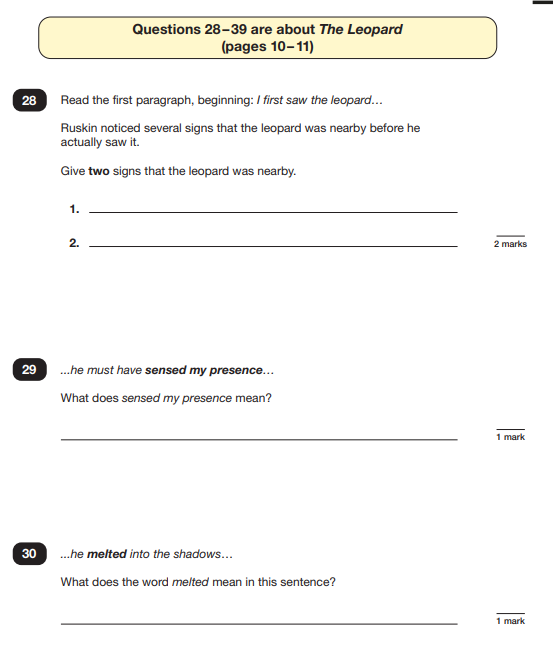 Questions 28–39 are about The Leopard
(pages 10–11)
28
Read the first paragraph, beginning: I first saw the leopard…
Ruskin noticed several signs that the leopard was nearby before he
actually saw it.
Give two signs that the leopard was nearby.
1.
2.
2 marks
29
...he must have sensed my presence…
What does sensed my presence mean?
1 mark
30
...he melted into the shadows…
What does the word melted mean in this sentence?
1 mark